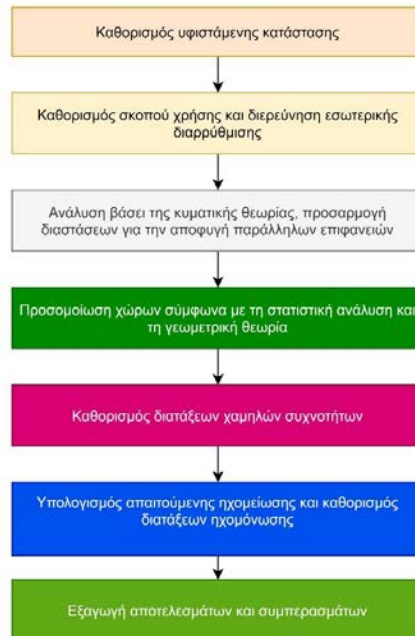 Καθορισμός υφιστάμενης κατάστασης
Καθορισμός σκοπού χρήσης και διερεύνηση εσωτερικής
διαρρύθμισης
Ανάλυση βάσει της κυματικής θεωρίας, προσαρμογή
διαστάσεων για την αποφυγή παράλληλων επιφανειών
Προσομοίωση χώρων σύμφωνα με τη στατιστική ανάλυση και
τη γεωμετρική θεωρία
Καθορισμός διατάξεων χαμηλών συχνοτήτων
Υπολογισμός απαιτούμενης ηχομείωσης και καθορισμός
διατάξεων ηχομόνωσης
Εξαγωγή αποτελεσμάτων και συμπερασμάτων